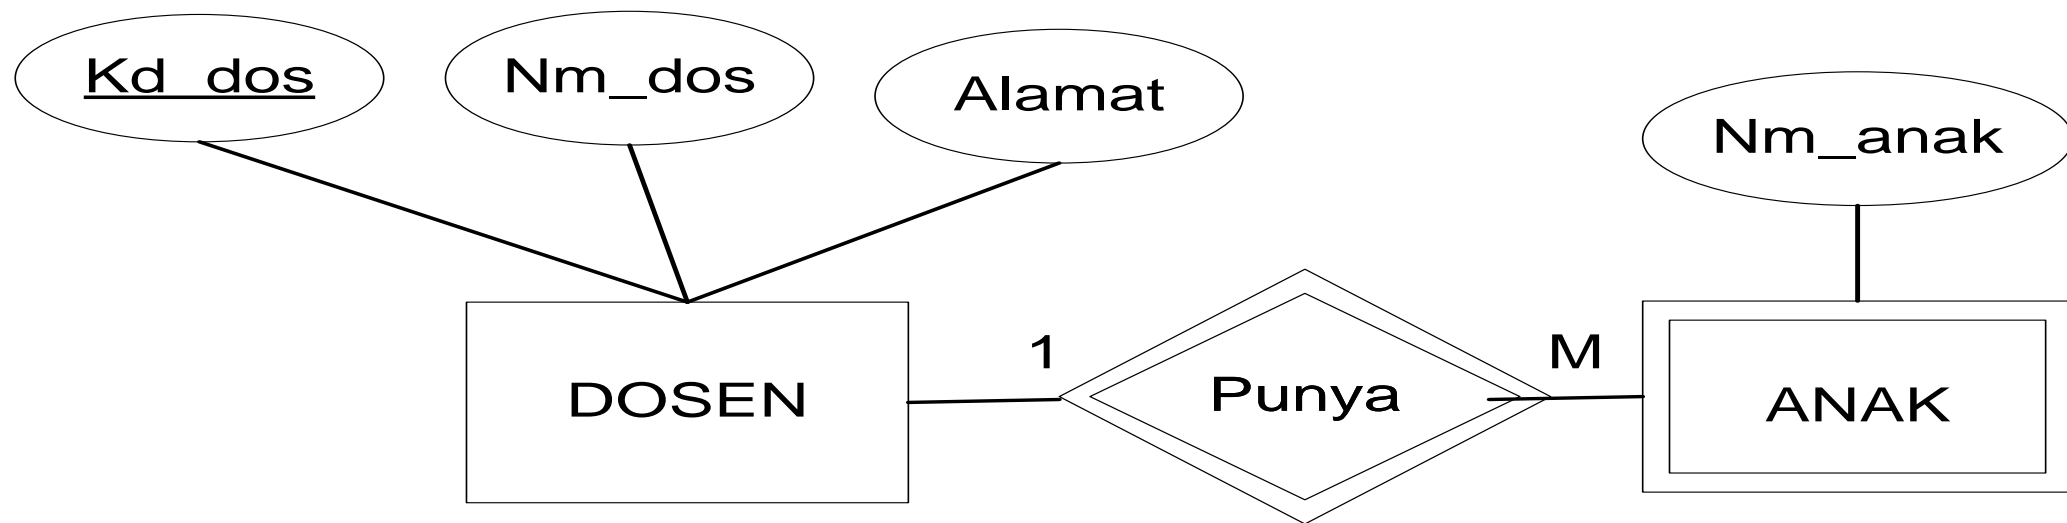 Kd_dos
Nm_dos
Alamat
Nm_anak
DOSEN
1
Punya
M
ANAK